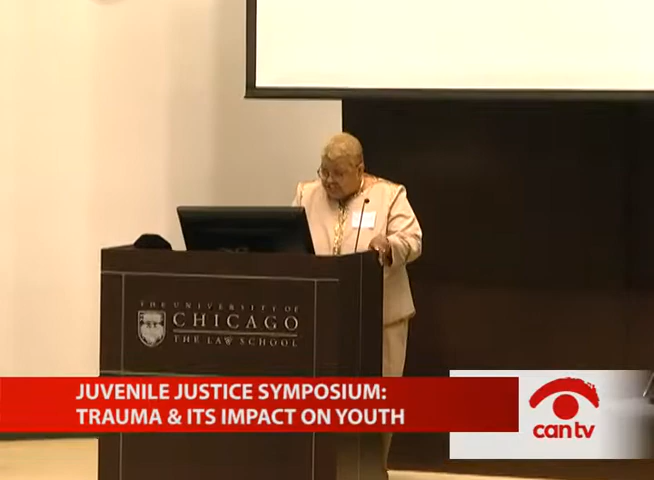 THE UNIVERSITY OF
CHICAGO
THE LAW SCHOOL
JUVENILE JUSTICE SYMPOSIUM:
TRAUMA & ITS IMPACT ON YOUTH
can tv